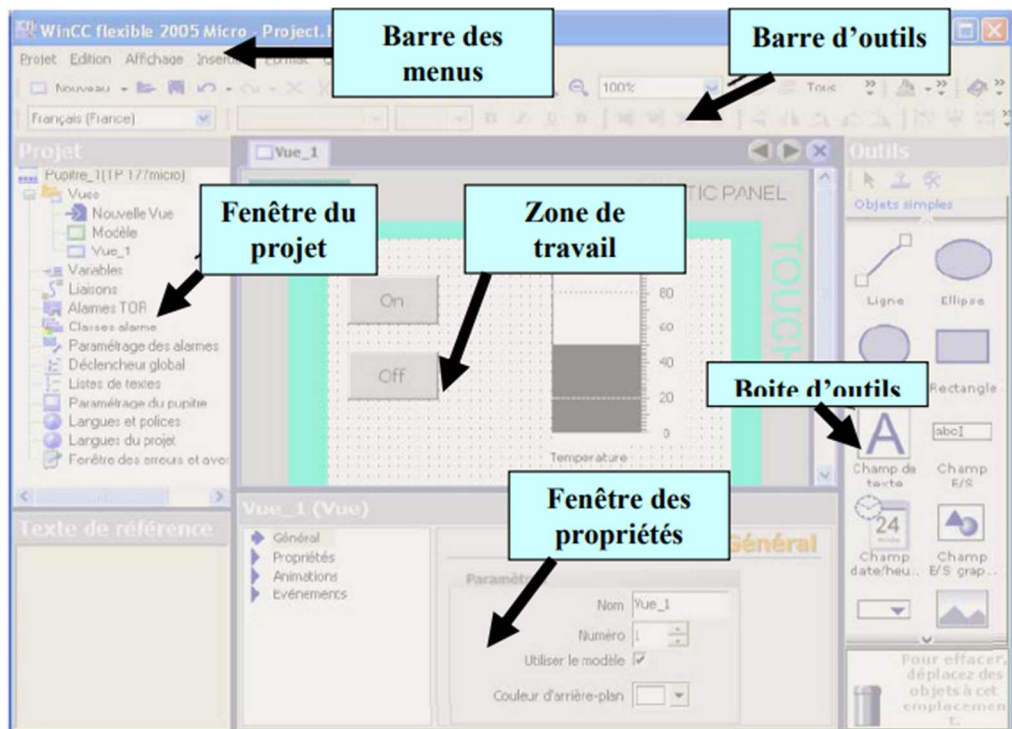 WinCC flexible 2005 Micro - Project.
Barre des
menus
Barre d'outils
Projet Edition Affichage Format
Nouveau 100% Tous
Français (France)
Projet
Vue_1
Outils
Pupitre_1(TP 177micro)
Vues
Nouvelle Vue
Modèle
Vue_1
Variables
Liaisons
Alarmes TOR
Classes alarme
Paramétrage des alarmes
Déclencheur global
Listes de textes
Paramétrage du pupitre
Langues et polices
Langues du projet
Fenêtre des erreurs et aver
Fenêtre du
projet
Zone de
travail
TIC PANEL
TOUCH
On
Off
80
60
40
20
0
Temperature
Objets simples
Ligne Ellipse
Rectangle
Boite d'outils
A
abcI
Champ de
texte
Champ
E/S
24
Champ
date/heu..
Champ
E/S grap...
Texte de référence
Vue_1 (Vue)
Fenêtre des
propriétés
Général
Propriétés
Animations
Evénements
Général
Paramètr
Nom Vue_1
Numéro 1
Utiliser le modèle
Couleur d'arrière-plan
Pour effacer,
déplacez des
objets à cet
emplacemen
t.